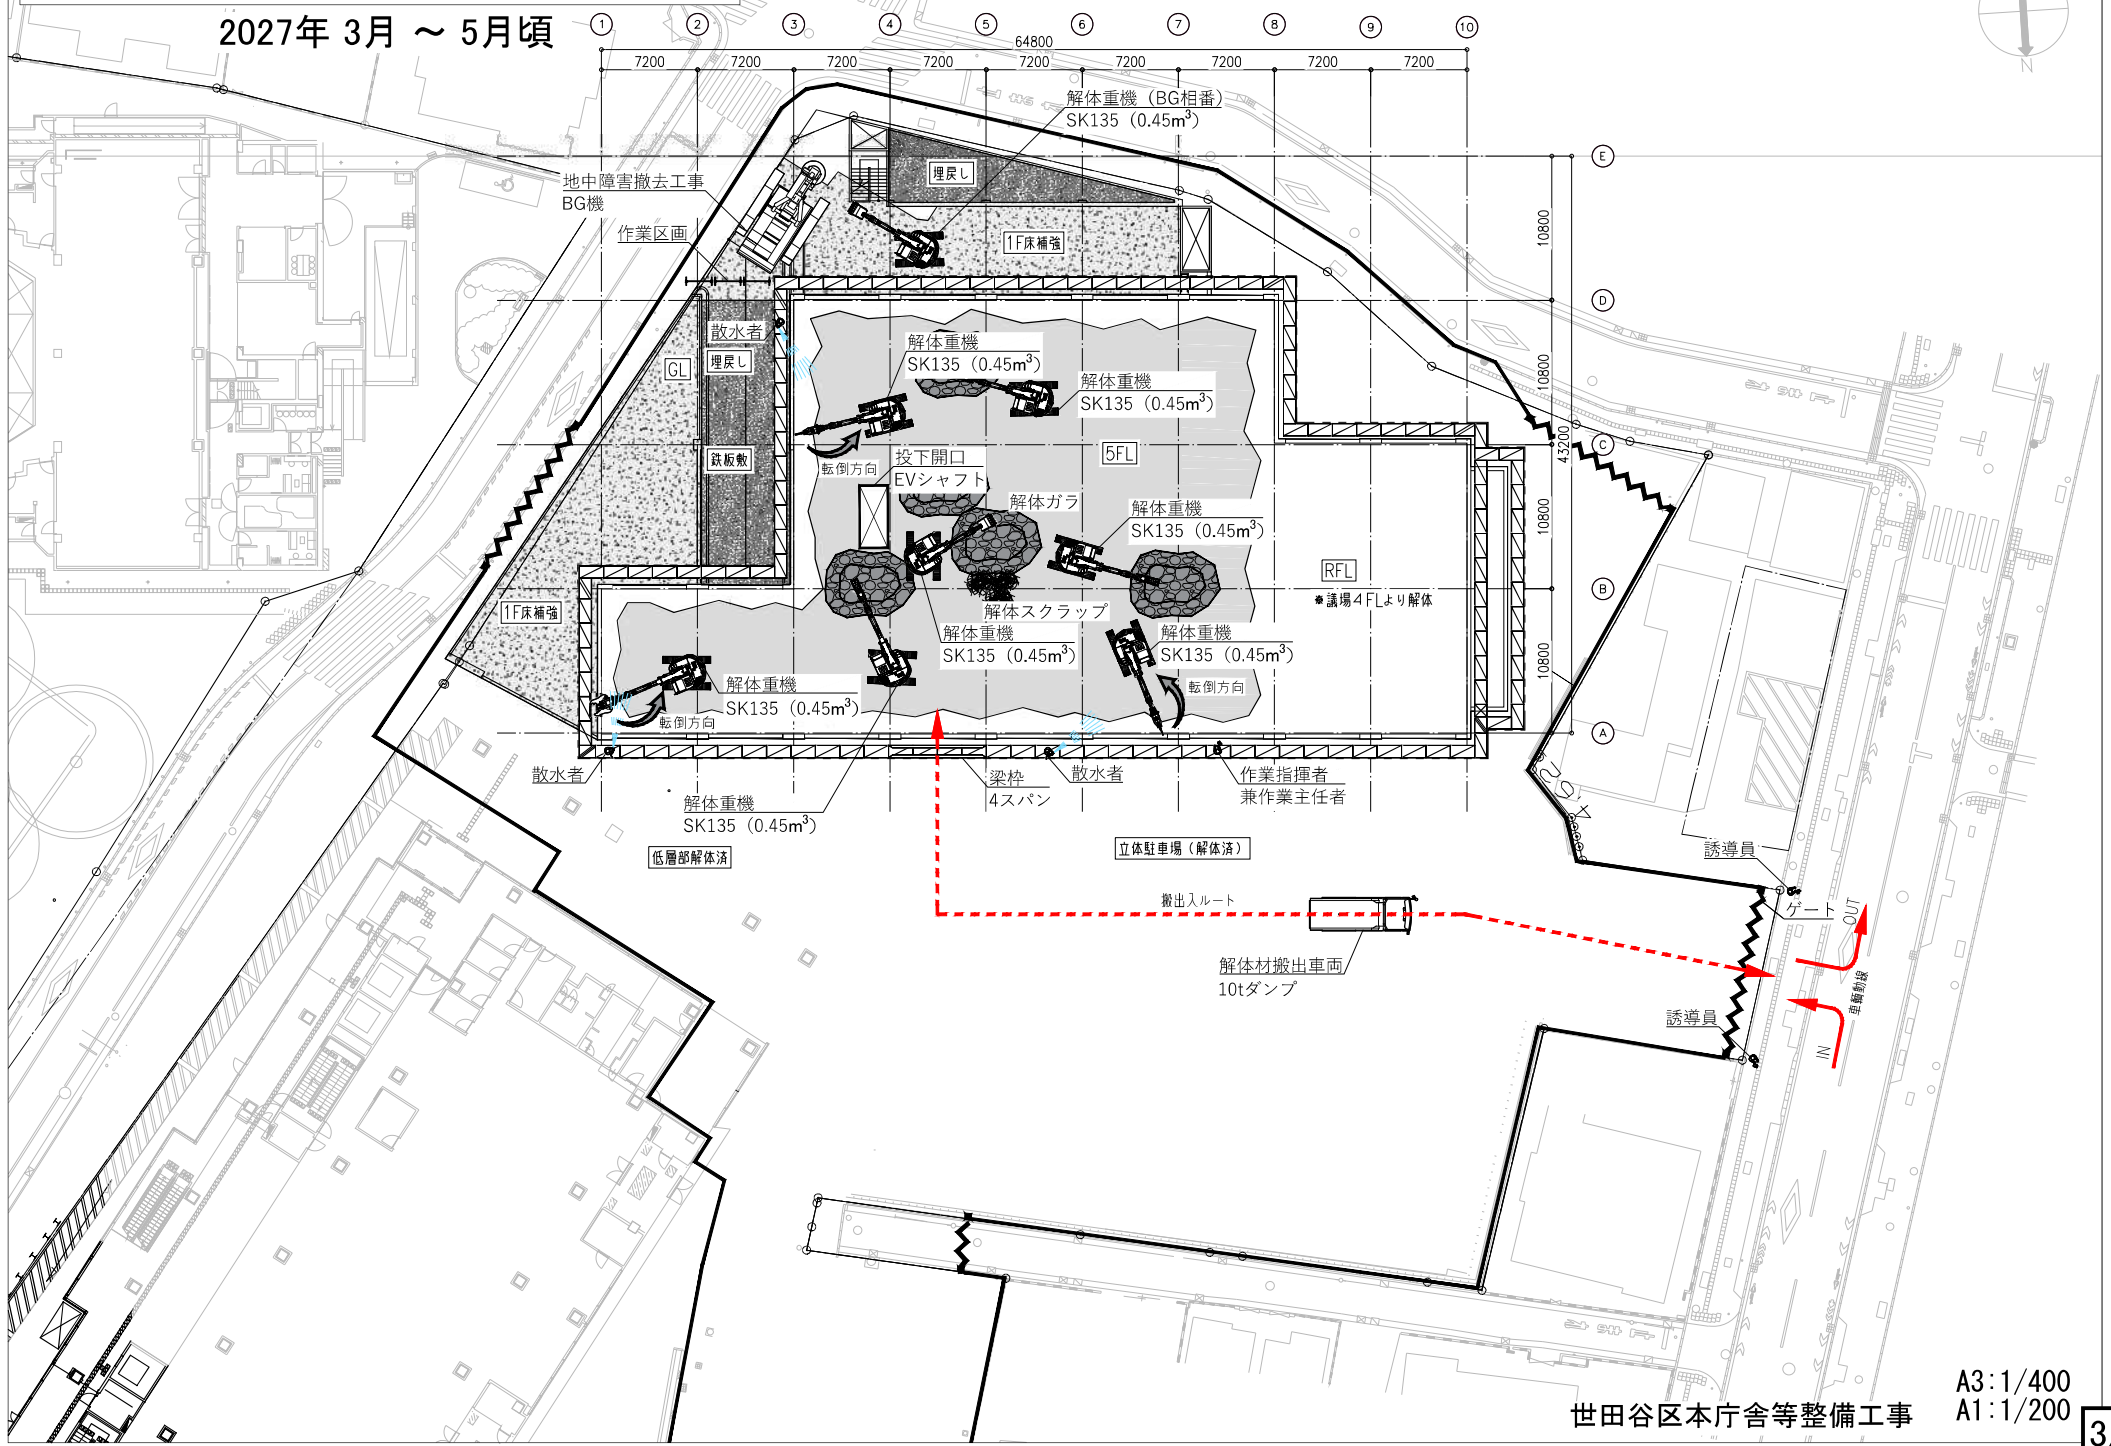 2027年 3月 ～ 5月頃
1 2 3 4 5 6 7 8 9 10
64800
7200 7200 7200 7200 7200 7200 7200 7200 7200
N
解体重機（BG相番）
SK135（0.45m³）
E
埋戻し
地中障害撤去工事
BG機
作業区画
1F床補強
10800
D
散水者
埋戻し
GL
解体重機
SK135（0.45m³）
解体重機
SK135（0.45m³）
10800
C
43200
鉄板敷
転倒方向
投下開口
EVシャフト
5FL
解体ガラ
解体重機
SK135（0.45m³）
10800
RFL
※議場4FLより解体
B
1F床補強
解体スクラップ
解体重機
SK135（0.45m³）
解体重機
SK135（0.45m³）
10800
解体重機
SK135（0.45m³）
転倒方向
転倒方向
A
散水者
梁枠
4スパン
散水者
作業指揮者
兼作業主任者
解体重機
SK135（0.45m³）
低層部解体済
立体駐車場（解体済）
誘導員
搬出入ルート
ゲート
OUT
解体材搬出車両
10tダンプ
車輌動線
誘導員
IN
A3:1/400
世田谷区本庁舎等整備工事
A1:1/200